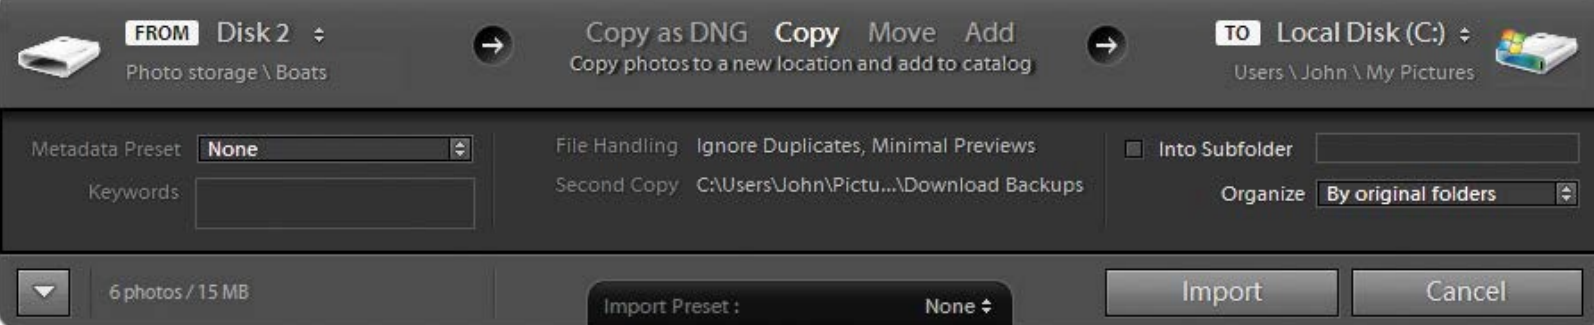 FROM Disk 2
Photo storage \ Boats
Copy as DNG Copy Move Add
Copy photos to a new location and add to catalog
TO Local Disk (C:)
Users \ John \ My Pictures
Metadata Preset None
Keywords
File Handling Ignore Duplicates, Minimal Previews
Second Copy C:\Users\John\Pictu...\Download Backups
Into Subfolder
Organize By original folders
6 photos / 15 MB
Import Preset : None
Import
Cancel